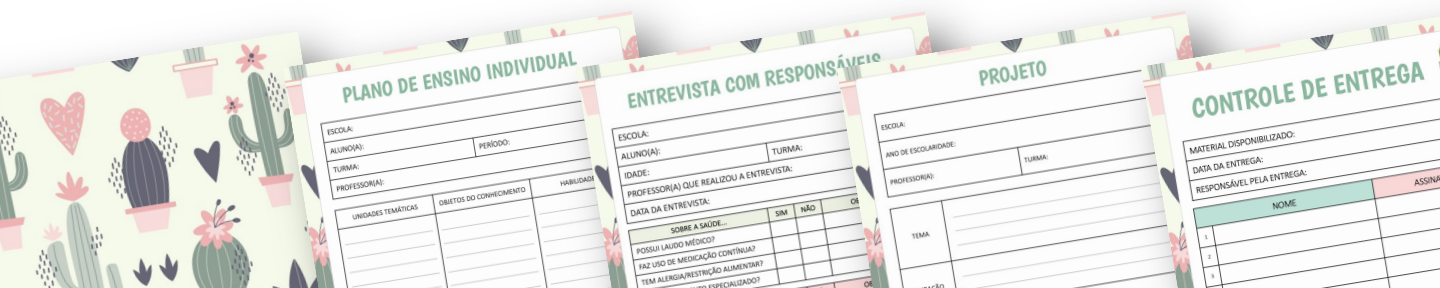 PLANO DE ENSINO INDIVIDUAL
ESCOLA:
ALUNO(A):
PERÍODO:
TURMA:
PROFESSOR(A):
UNIDADES TEMÁTICAS
OBJETOS DO CONHECIMENTO
ENTREVISTA COM RESPONSÁVEIS
ESCOLA:
ALUNO(A):
TURMA:
IDADE:
PROFESSOR(A) QUE REALIZOU A ENTREVISTA:
DATA DA ENTREVISTA:
SOBRE A SAÚDE...
SIM
NÃO
POSSUI LAUDO MÉDICO?
FAZ USO DE MEDICAÇÃO CONTÍNUA?
TEM ALERGIA/RESTRIÇÃO ALIMENTAR?
PROJETO
ESCOLA:
ANO DE ESCOLARIDADE:
TURMA:
PROFESSOR(A):
TEMA
CONTROLE DE ENTREGA
MATERIAL DISPONIBILIZADO:
DATA DA ENTREGA:
RESPONSÁVEL PELA ENTREGA:
NOME
1
2
3